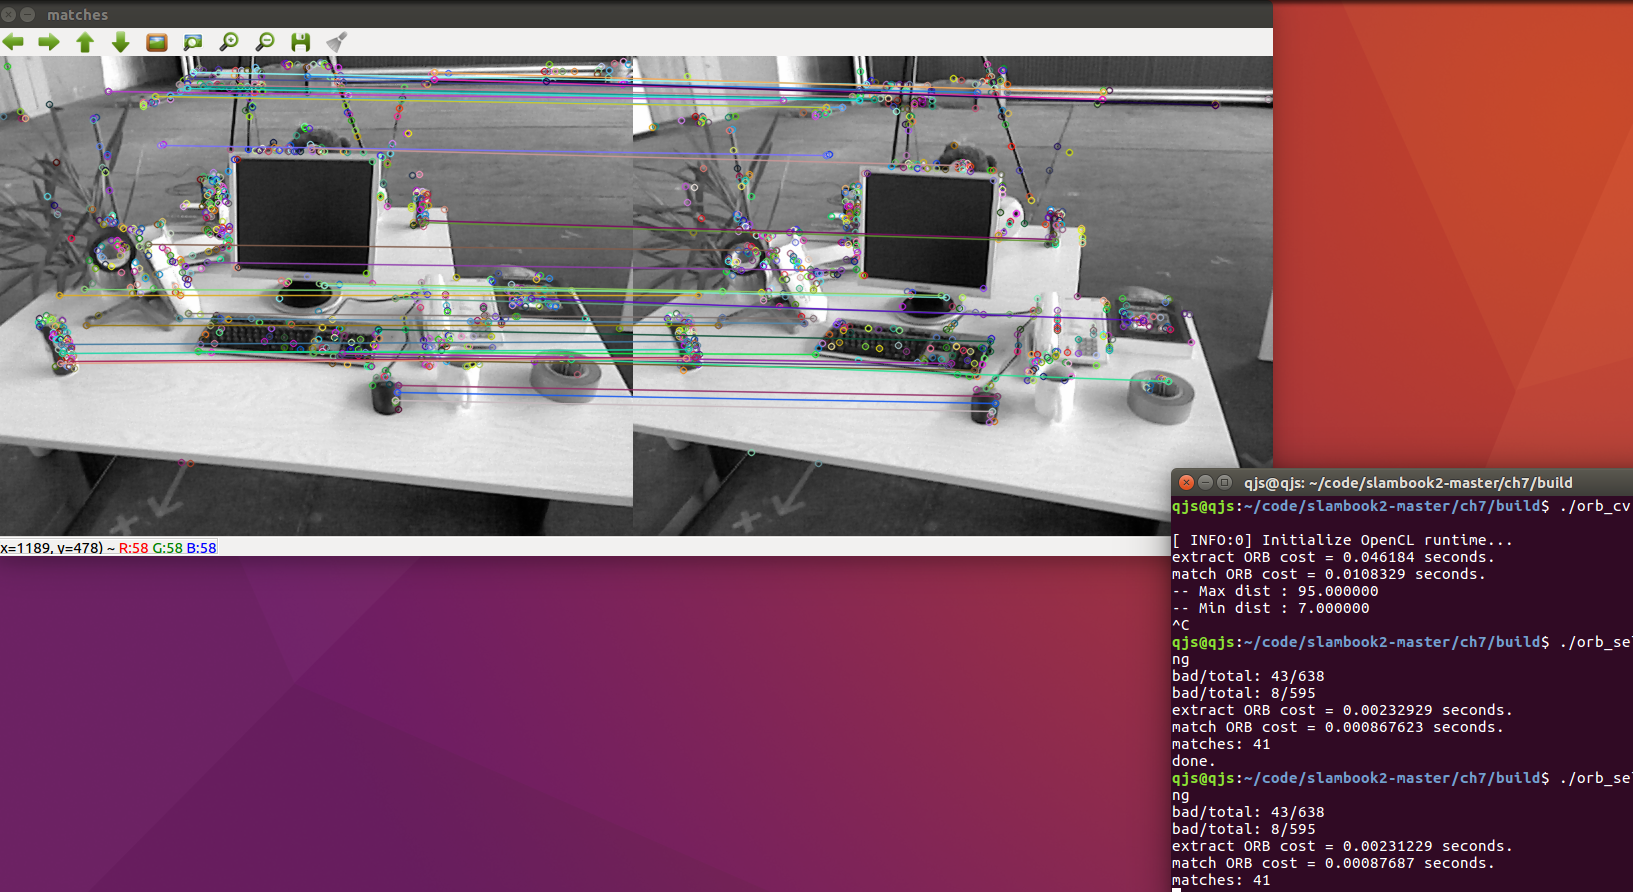 matches
x=1189, y=478) ~ R:58 G:58 B:58
qjs@qjs: ~/code/slambook2-master/ch7/build
qjs@qjs:~/code/slambook2-master/ch7/build$ ./orb_cv
[ INFO:0] Initialize OpenCL runtime...
extract ORB cost = 0.046184 seconds.
match ORB cost = 0.0108329 seconds.
-- Max dist : 95.000000
-- Min dist : 7.000000
^C
qjs@qjs:~/code/slambook2-master/ch7/build$ ./orb_sel
ng
bad/total: 43/638
bad/total: 8/595
extract ORB cost = 0.00232929 seconds.
match ORB cost = 0.000867623 seconds.
matches: 41
done.
qjs@qjs:~/code/slambook2-master/ch7/build$ ./orb_sel
ng
bad/total: 43/638
bad/total: 8/595
extract ORB cost = 0.00231229 seconds.
match ORB cost = 0.00087687 seconds.
matches: 41